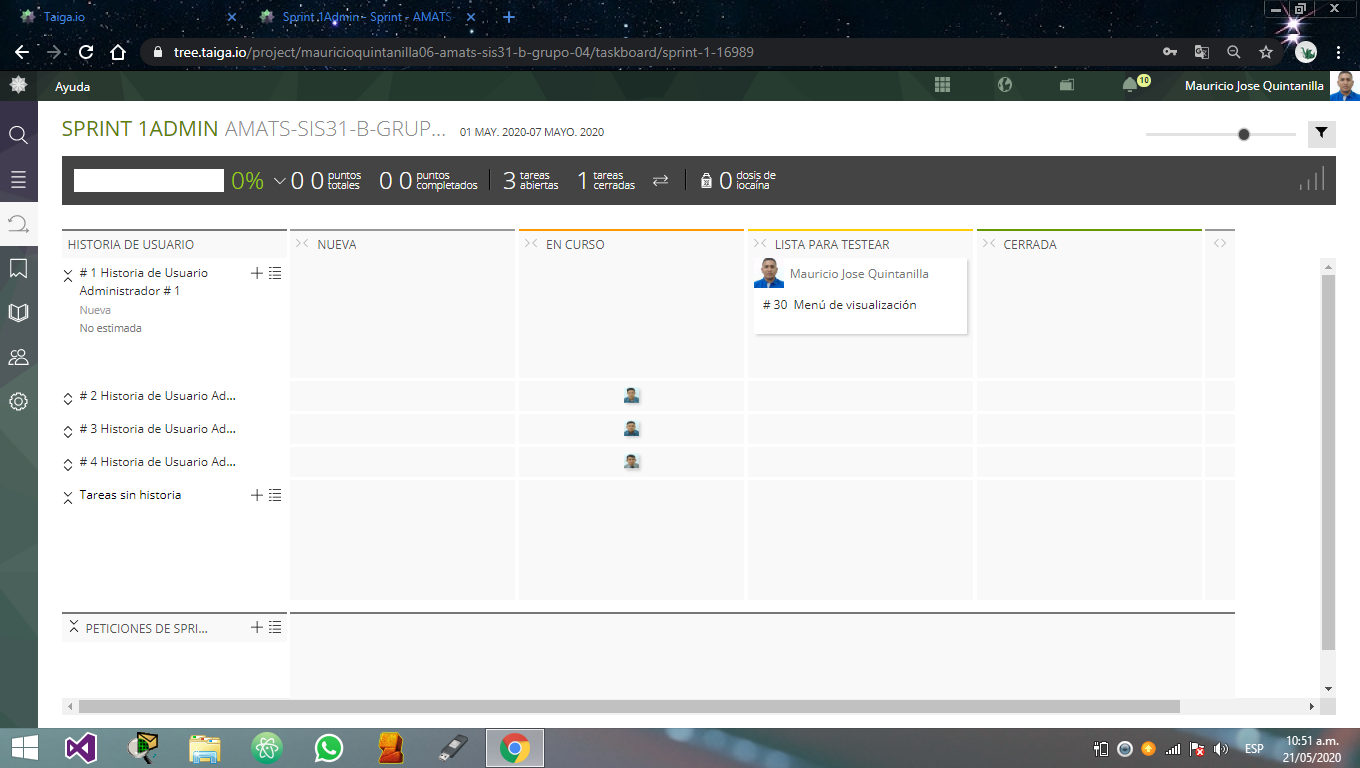 Taiga.io
Sprint 1Admin - Sprint - AMATS
tree.taiga.io/project/mauricioquintanilla06-amats-sis31-b-grupo-04/taskboard/sprint-1-16989
Ayuda
10
Mauricio Jose Quintanilla
SPRINT 1ADMIN AMATS-SIS31-B-GRUP... 01 MAY. 2020-07 MAYO. 2020
0% 0 0 puntos totales 0 0 puntos completados 3 tareas abiertas 1 tareas cerradas 0 dosis de iocaína
HISTORIA DE USUARIO NUEVA EN CURSO LISTA PARA TESTEAR CERRADA
# 1 Historia de Usuario
Administrador # 1
Nueva
No estimada
Mauricio Jose Quintanilla
# 30 Menú de visualización
# 2 Historia de Usuario Ad...
# 3 Historia de Usuario Ad...
# 4 Historia de Usuario Ad...
Tareas sin historia
PETICIONES DE SPRI...
ESP
10:51 a.m.
21/05/2020